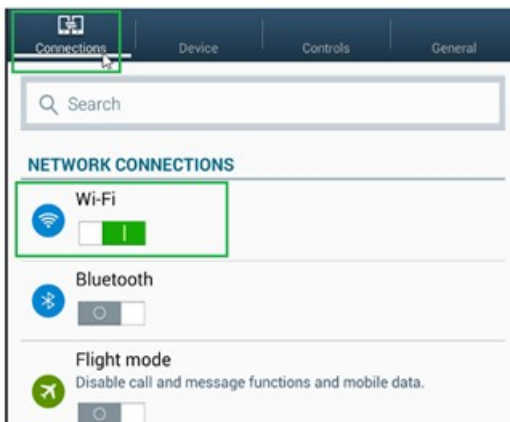 Connections Device Controls General
Search
NETWORK CONNECTIONS
Wi-Fi
Bluetooth
Flight mode
Disable call and message functions and mobile data.